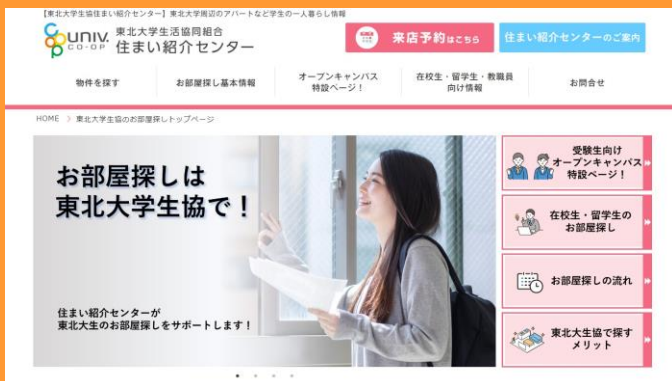 【東北大学生協住まい紹介センター】東北大学周辺のアパートなど学生の一人暮らし情報
univ.
CO-OP
東北大学生活協同組合
住まい紹介センター
来店予約はこちら
住まい紹介センターのご案内
物件を探す
お部屋探し基本情報
オープンキャンパス
特設ページ！
在校生・留学生・教職員
向け情報
お問合せ
HOME > 東北大学生協のお部屋探しトップページ
お部屋探しは
東北大学生協で！
住まい紹介センターが
東北大生のお部屋探しをサポートします！
受験生向け
オープンキャンパス
特設ページ！
在校生・留学生の
お部屋探し
お部屋探しの流れ
東北大生協で探す
メリット